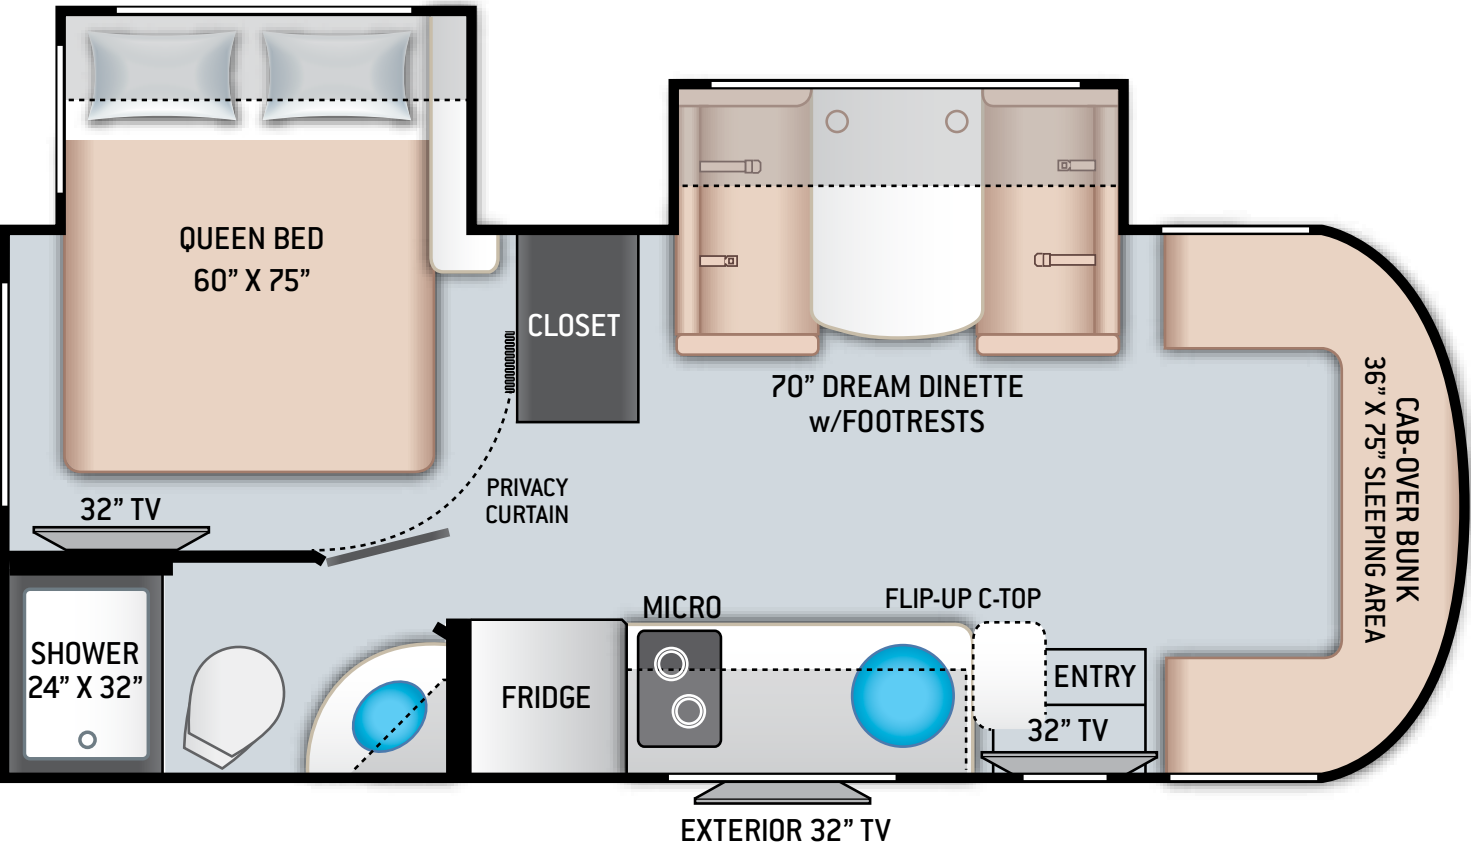 QUEEN BED
60” X 75”
CLOSET
70” DREAM DINETTE
w/FOOTRESTS
CAB-OVER BUNK
36” X 75” SLEEPING AREA
32” TV
PRIVACY
CURTAIN
SHOWER
24” X 32”
FRIDGE
MICRO
FLIP-UP C-TOP
ENTRY
32” TV
EXTERIOR 32” TV